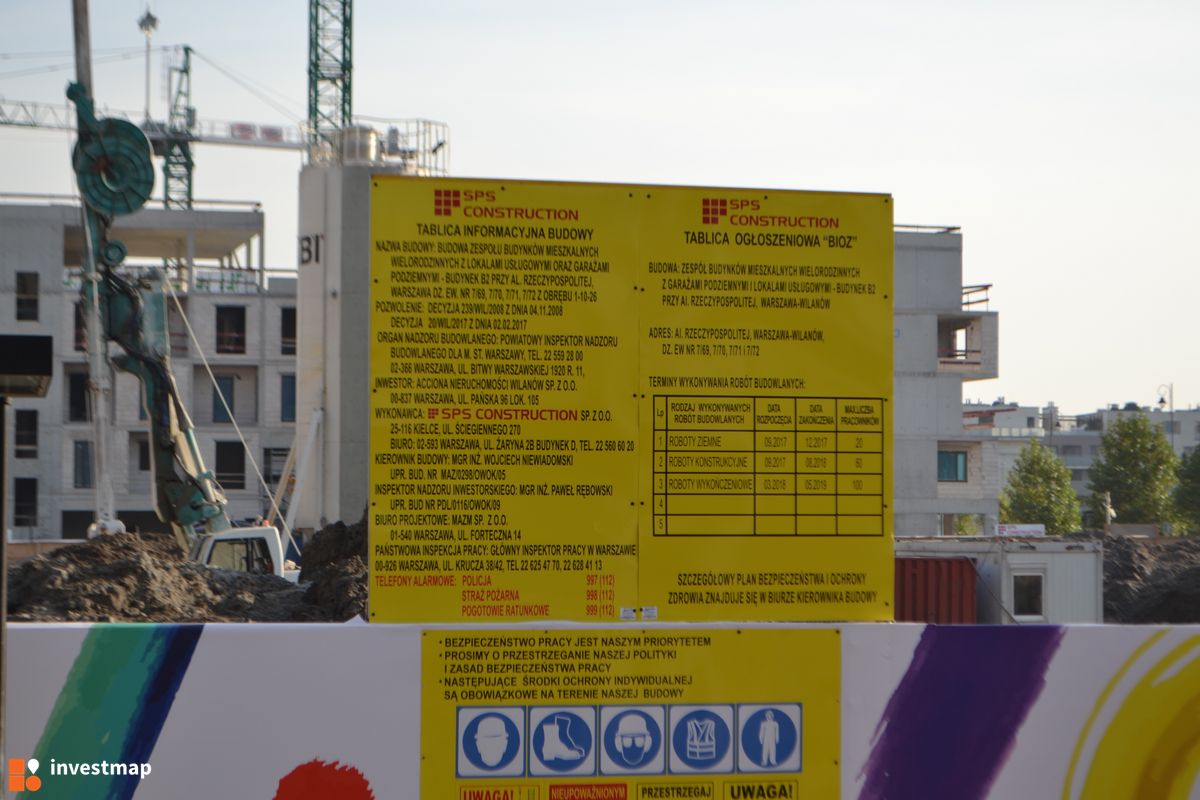 SPS
CONSTRUCTION
TABLICA INFORMACYJNA BUDOWY
NAZWA BUDOWY: BUDOWA ZESPOŁU BUDYNKÓW MIESZKALNYCH
WIELORODZINNYCH Z LOKALAMI USŁUGOWYMI ORAZ GARAŻAMI
PODZIEMNYMI - BUDYNEK B2 PRZY AL. RZECZYPOSPOLITEJ,
WARSZAWA DZ. EW. NR 7/69, 7/70, 7/71, 7/72 Z OBRĘBU 1-10-26
POZWOLENIE: DECYZJA 239/WIL/2008 Z DNIA 04.11.2008
DECYZJA 20/WIL/2017 Z DNIA 02.02.2017
ORGAN NADZORU BUDOWLANEGO: POWIATOWY INSPEKTOR NADZORU
BUDOWLANEGO DLA M. ST. WARSZAWY, TEL. 22 559 28 00
02-366 WARSZAWA, UL. BITWY WARSZAWSKIEJ 1920 R. 11,
INWESTOR: ACCIONA NIERUCHOMOŚCI WILANÓW SP. Z O.O.
00-837 WARSZAWA, UL. PAŃSKA 96 LOK. 105
WYKONAWCA: SPS CONSTRUCTION SP. Z O.O.
25-116 KIELCE, UL. ŚCIEGIENNEGO 270
BIURO: 02-593 WARSZAWA, UL. ŻARYNA 2B BUDYNEK D, TEL. 22 560 60 20
KIEROWNIK BUDOWY: MGR INŻ. WOJCIECH NIEWIADOMSKI
UPR. BUD. NR MAZ/0298/OWOK/05
INSPEKTOR NADZORU INWESTORSKIEGO: MGR INŻ. PAWEŁ RĘBOWSKI
UPR. BUD NR PDL/0116/OWOK/09
BIURO PROJEKTOWE: MAZM SP. Z O.O.
01-540 WARSZAWA, UL. FORTECZNA 14
PAŃSTWOWA INSPEKCJA PRACY: GŁÓWNY INSPEKTOR PRACY W WARSZAWIE
00-926 WARSZAWA, UL. KRUCZA 38/42, TEL 22 625 47 70, 22 628 41 13
TELEFONY ALARMOWE: POLICJA 997 (112)
STRAŻ POŻARNA 998 (112)
POGOTOWIE RATUNKOWE 999 (112)
SPS
CONSTRUCTION
TABLICA OGŁOSZENIOWA "BIOZ"
BUDOWA: ZESPÓŁ BUDYNKÓW MIESZKALNYCH WIELORODZINNYCH
Z GARAŻAMI PODZIEMNYMI I LOKALAMI USŁUGOWYMI - BUDYNEK B2
PRZY Al. RZECZYPOSPOLITEJ, WARSZAWA-WILANÓW
ADRES: Al. RZECZYPOSPOLITEJ, WARSZAWA-WILANÓW,
DZ. EW NR 7/69, 7/70, 7/71 i 7/72
TERMINY WYKONYWANIA ROBÓT BUDOWLANYCH:
Lp RODZAJ WYKONYWANYCH ROBÓT BUDOWLANYCH DATA ROZPOCZĘCIA DATA ZAKOŃCZENIA MAX.LICZBA PRACOWNIKÓW
1 ROBOTY ZIEMNE 09.2017 12.2017 20
2 ROBOTY KONSTRUKCYJNE 09.2017 08.2018 60
3 ROBOTY WYKOŃCZENIOWE 03.2018 05.2019 100
4
5
SZCZEGÓŁOWY PLAN BEZPIECZEŃSTWA I OCHRONY
ZDROWIA ZNAJDUJE SIĘ W BIURZE KIEROWNIKA BUDOWY
• BEZPIECZEŃSTWO PRACY JEST NASZYM PRIORYTETEM
• PROSIMY O PRZESTRZEGANIE NASZEJ POLITYKI
I ZASAD BEZPIECZEŃSTWA PRACY
• NASTĘPUJĄCE ŚRODKI OCHRONY INDYWIDUALNEJ
SĄ OBOWIĄZKOWE NA TERENIE NASZEJ BUDOWY
UWAGA! NIEUPOWAŻNIONYM PRZESTRZEGAJ UWAGA!
investmap